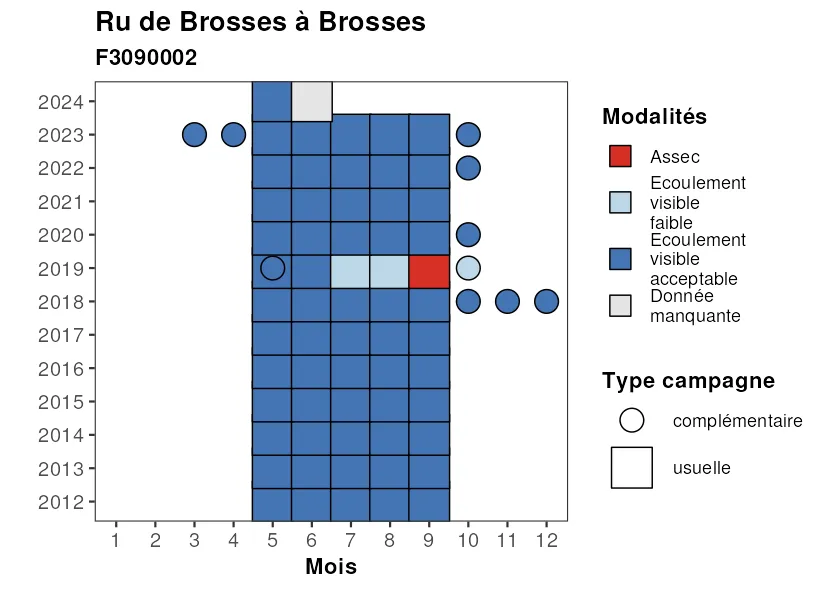 Ru de Brosses à Brosses
F3090002
2024
2023
2022
2021
2020
2019
2018
2017
2016
2015
2014
2013
2012
1 2 3 4 5 6 7 8 9 10 11 12
Mois
Modalités
Assec
Ecoulement
visible
faible
Ecoulement
visible
acceptable
Donnée
manquante
Type campagne
complémentaire
usuelle